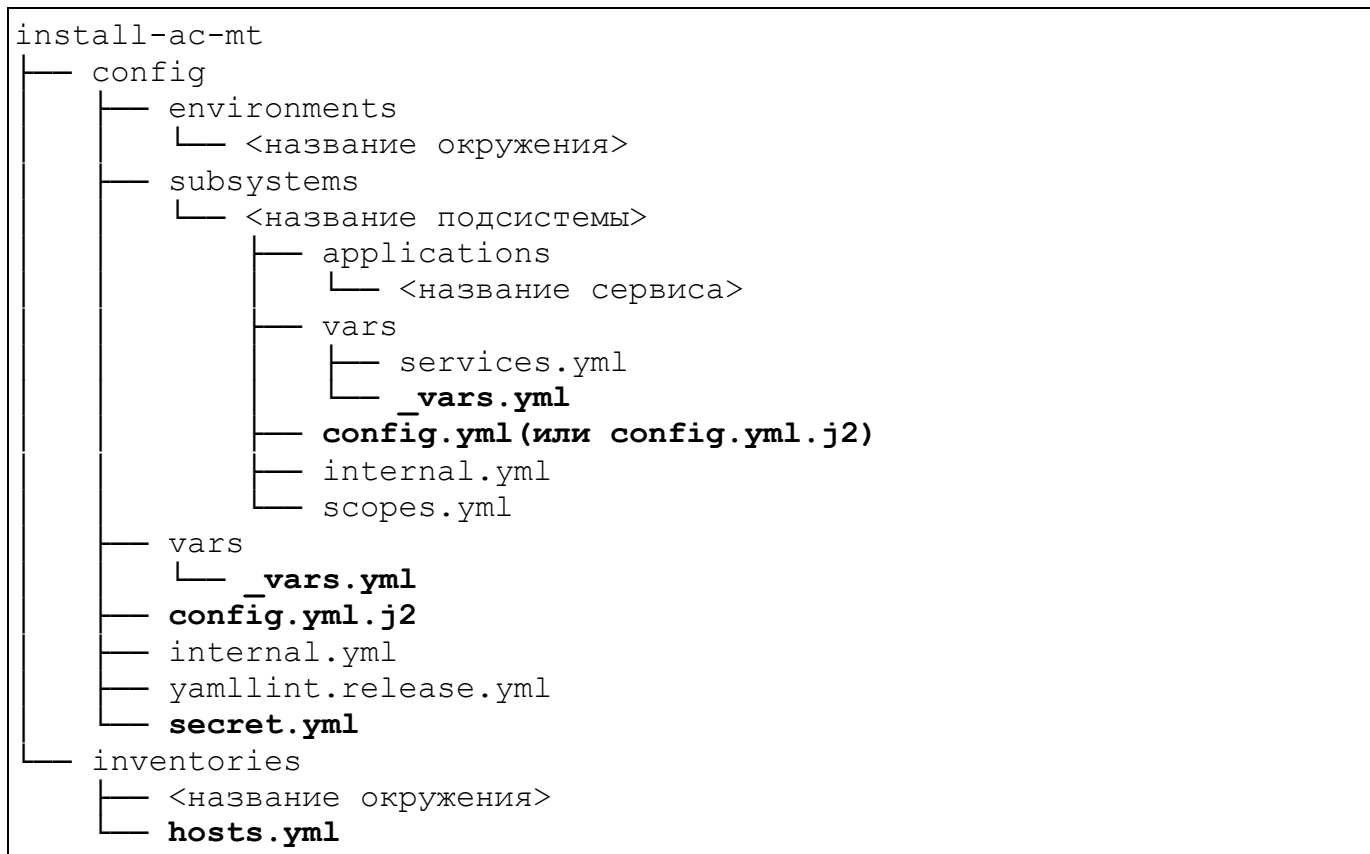 install-ac-mt
├── config
│   ├── environments
│   │   └── <название окружения>
│   ├── subsystems
│   │   └── <название подсистемы>
│   │       ├── applications
│   │       │   └── <название сервиса>
│   │       ├── vars
│   │       │   ├── services.yml
│   │       │   └── _vars.yml
│   │       ├── config.yml(или config.yml.j2)
│   │       ├── internal.yml
│   │       └── scopes.yml
│   ├── vars
│   │   └── _vars.yml
│   ├── config.yml.j2
│   ├── internal.yml
│   ├── yamllint.release.yml
│   └── secret.yml
└── inventories
    ├── <название окружения>
    └── hosts.yml